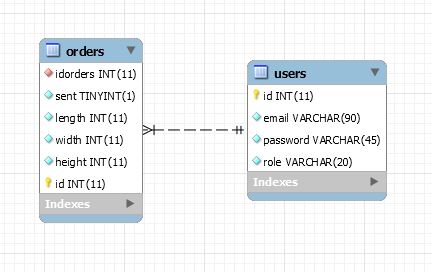 orders
idorders INT(11)
sent TINYINT(1)
length INT(11)
width INT(11)
height INT(11)
id INT(11)
Indexes
users
id INT(11)
email VARCHAR(90)
password VARCHAR(45)
role VARCHAR(20)
Indexes